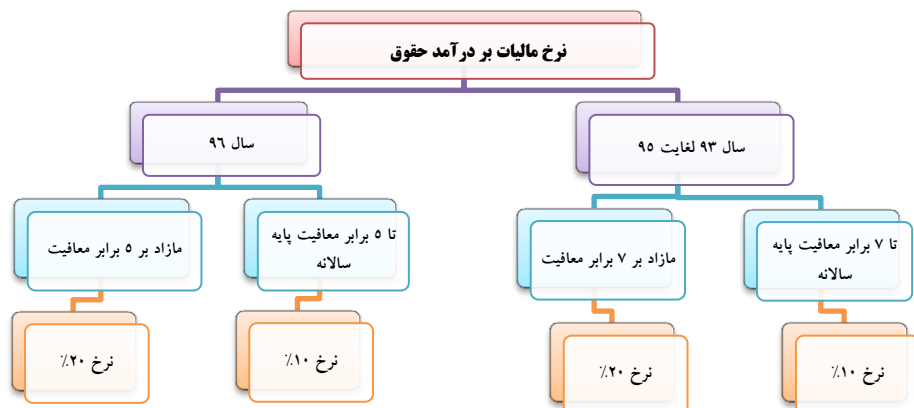 نرخ مالیات بر درآمد حقوق
سال ۹۳ لغایت ۹۵
سال ۹۶
تا ۷ برابر معافیت پایه
سالانه
مازاد بر ۷ برابر معافیت
تا ۵ برابر معافیت پایه
سالانه
مازاد بر ۵ برابر معافیت
نرخ ۱۰٪
نرخ ۲۰٪
نرخ ۱۰٪
نرخ ۲۰٪